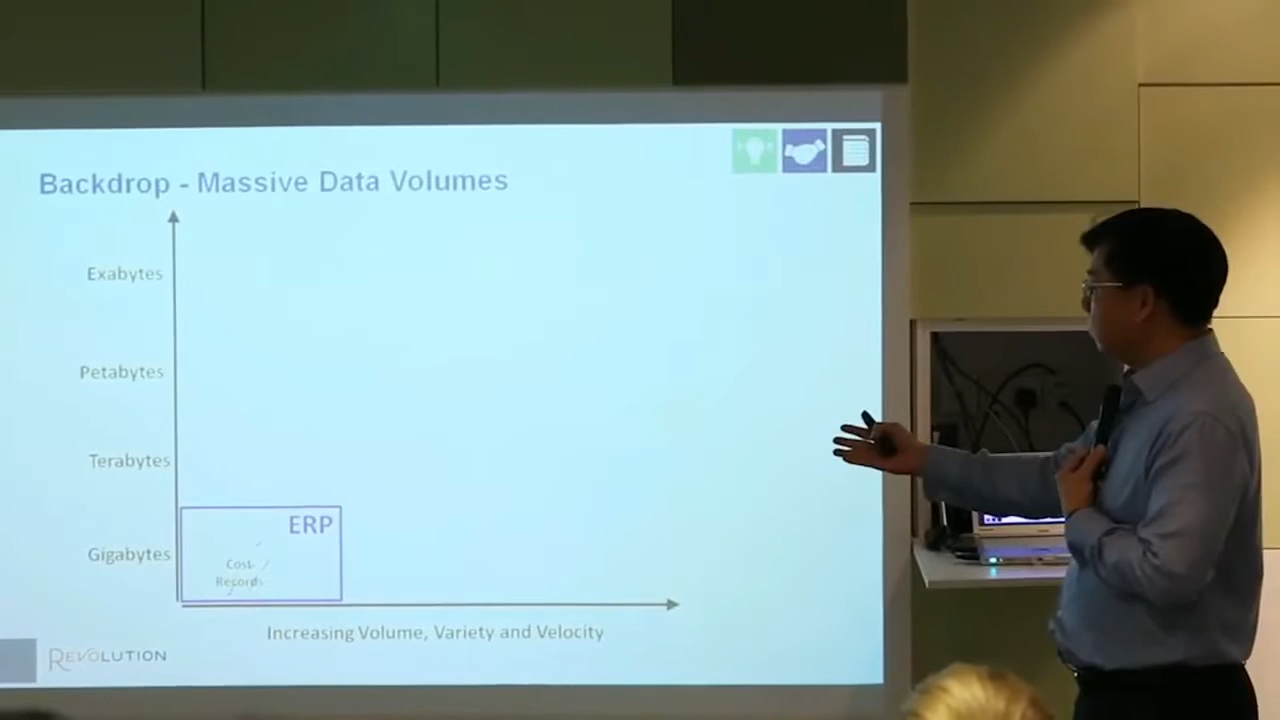 Backdrop - Massive Data Volumes
Exabytes
Petabytes
Terabytes
Gigabytes
ERP
Cost
Records
Increasing Volume, Variety and Velocity
REVOLUTION